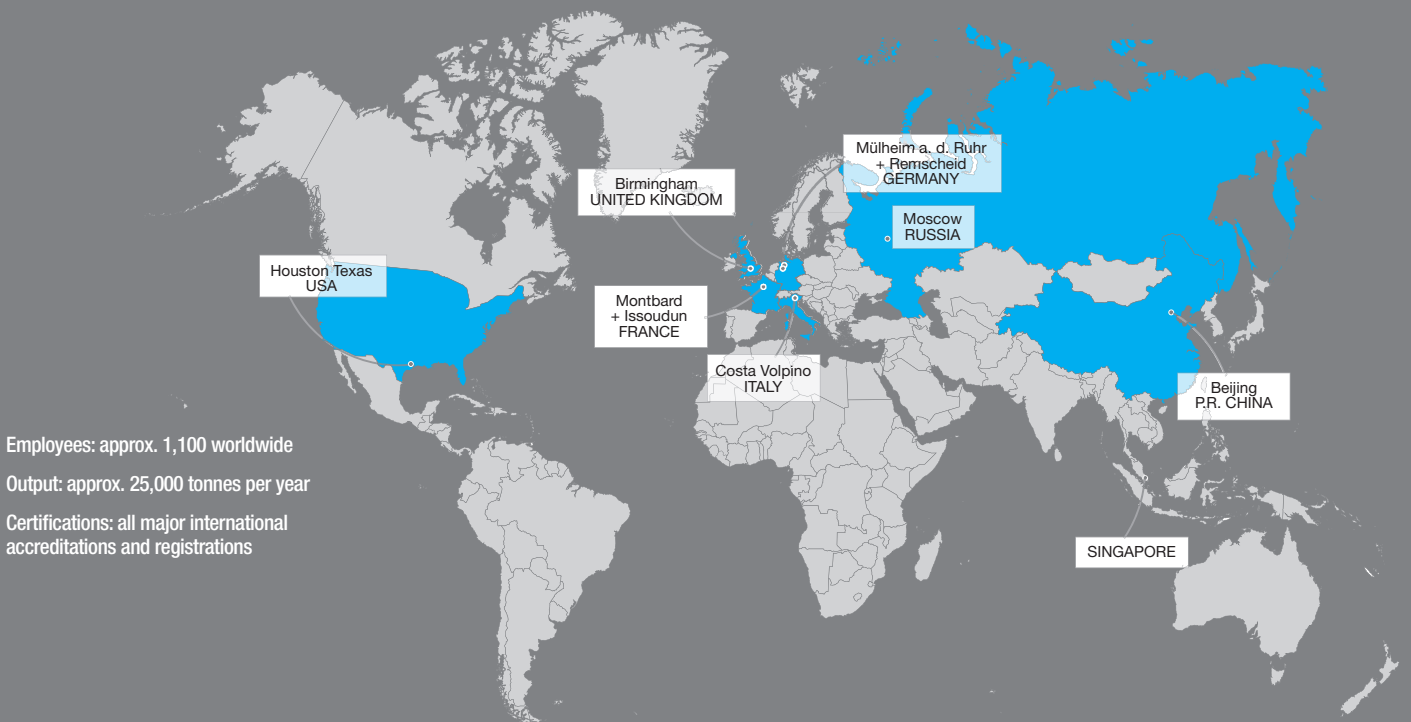 Mülheim a. d. Ruhr
+ Remscheid
GERMANY
Birmingham
UNITED KINGDOM
Moscow
RUSSIA
Houston Texas
USA
Montbard
+ Issoudun
FRANCE
Costa Volpino
ITALY
Beijing
P.R. CHINA
Employees: approx. 1,100 worldwide
Output: approx. 25,000 tonnes per year
Certifications: all major international
accreditations and registrations
SINGAPORE